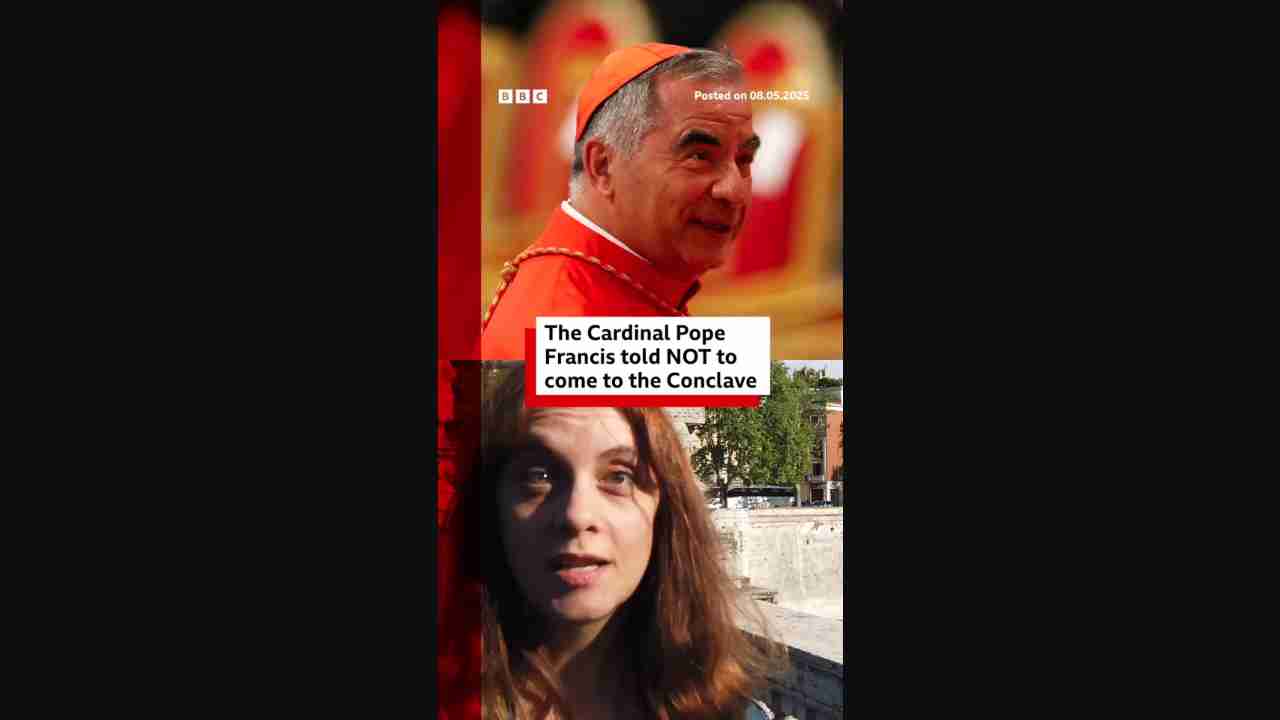 BBC
Posted on 08.05.2025
The Cardinal Pope
Francis told NOT to
come to the Conclave